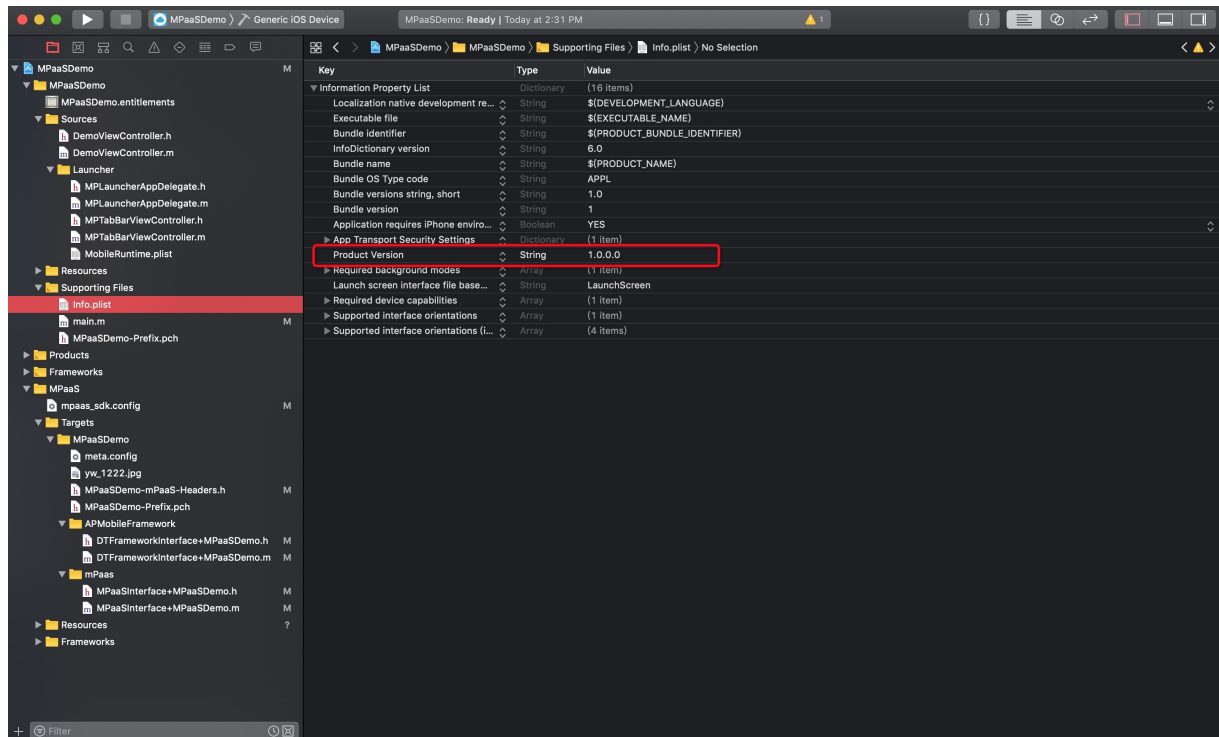 MPaaSDemo 〉 Generic iOS Device
MPaaSDemo: Ready | Today at 2:31 PM
1
{ }
MPaaSDemo 〉 MPaaSDemo 〉 Supporting Files 〉 Info.plist 〉 No Selection
MPaaSDemo M
MPaaSDemo
MPaaSDemo.entitlements
Sources
DemoViewController.h
DemoViewController.m
Launcher
MPLauncherAppDelegate.h
MPLauncherAppDelegate.m
MPTabBarViewController.h
MPTabBarViewController.m
MobileRuntime.plist
Resources
Supporting Files
Info.plist
main.m M
MPaaSDemo-Prefix.pch
Products
Frameworks
MPaaS
mpaas_sdk.config M
Targets
MPaaSDemo
meta.config
yw_1222.jpg
MPaaSDemo-mPaaS-Headers.h M
MPaaSDemo-Prefix.pch
APMobileFramework
DTFrameworkInterface+MPaaSDemo.h M
DTFrameworkInterface+MPaaSDemo.m M
mPaas
MPaaSInterface+MPaaSDemo.h M
MPaaSInterface+MPaaSDemo.m M
Resources ?
Frameworks
Filter
Key Type Value
Information Property List Dictionary (16 items)
Localization native development re... String $(DEVELOPMENT_LANGUAGE)
Executable file String $(EXECUTABLE_NAME)
Bundle identifier String $(PRODUCT_BUNDLE_IDENTIFIER)
InfoDictionary version String 6.0
Bundle name String $(PRODUCT_NAME)
Bundle OS Type code String APPL
Bundle versions string, short String 1.0
Bundle version String 1
Application requires iPhone enviro... Boolean YES
App Transport Security Settings Dictionary (1 item)
Product Version String 1.0.0.0
Required background modes Array (1 item)
Launch screen interface file base... String LaunchScreen
Required device capabilities Array (1 item)
Supported interface orientations Array (1 item)
Supported interface orientations (i... Array (4 items)